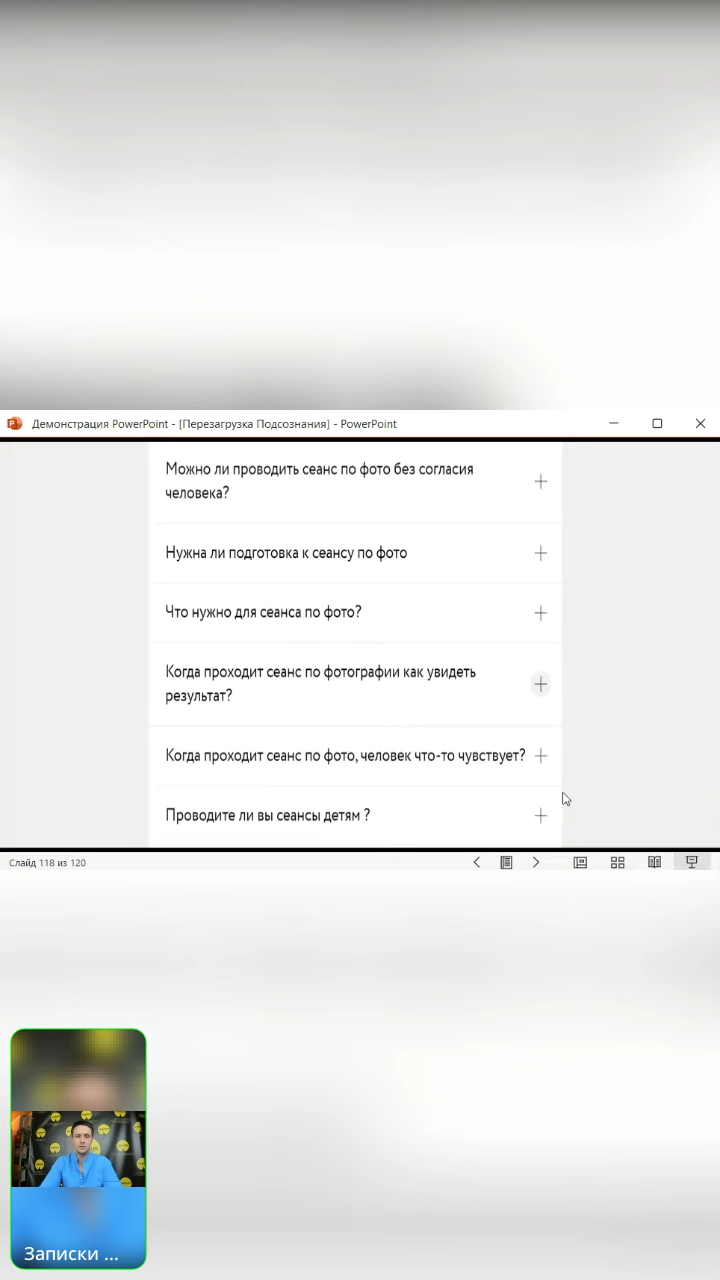 Демонстрация PowerPoint - [Перезагрузка Подсознания] - PowerPoint
Можно ли проводить сеанс по фото без согласия
человека?
Нужна ли подготовка к сеансу по фото
Что нужно для сеанса по фото?
Когда проходит сеанс по фотографии как увидеть
результат?
Когда проходит сеанс по фото, человек что-то чувствует?
Проводите ли вы сеансы детям ?
Слайд 118 из 120
Записки ...